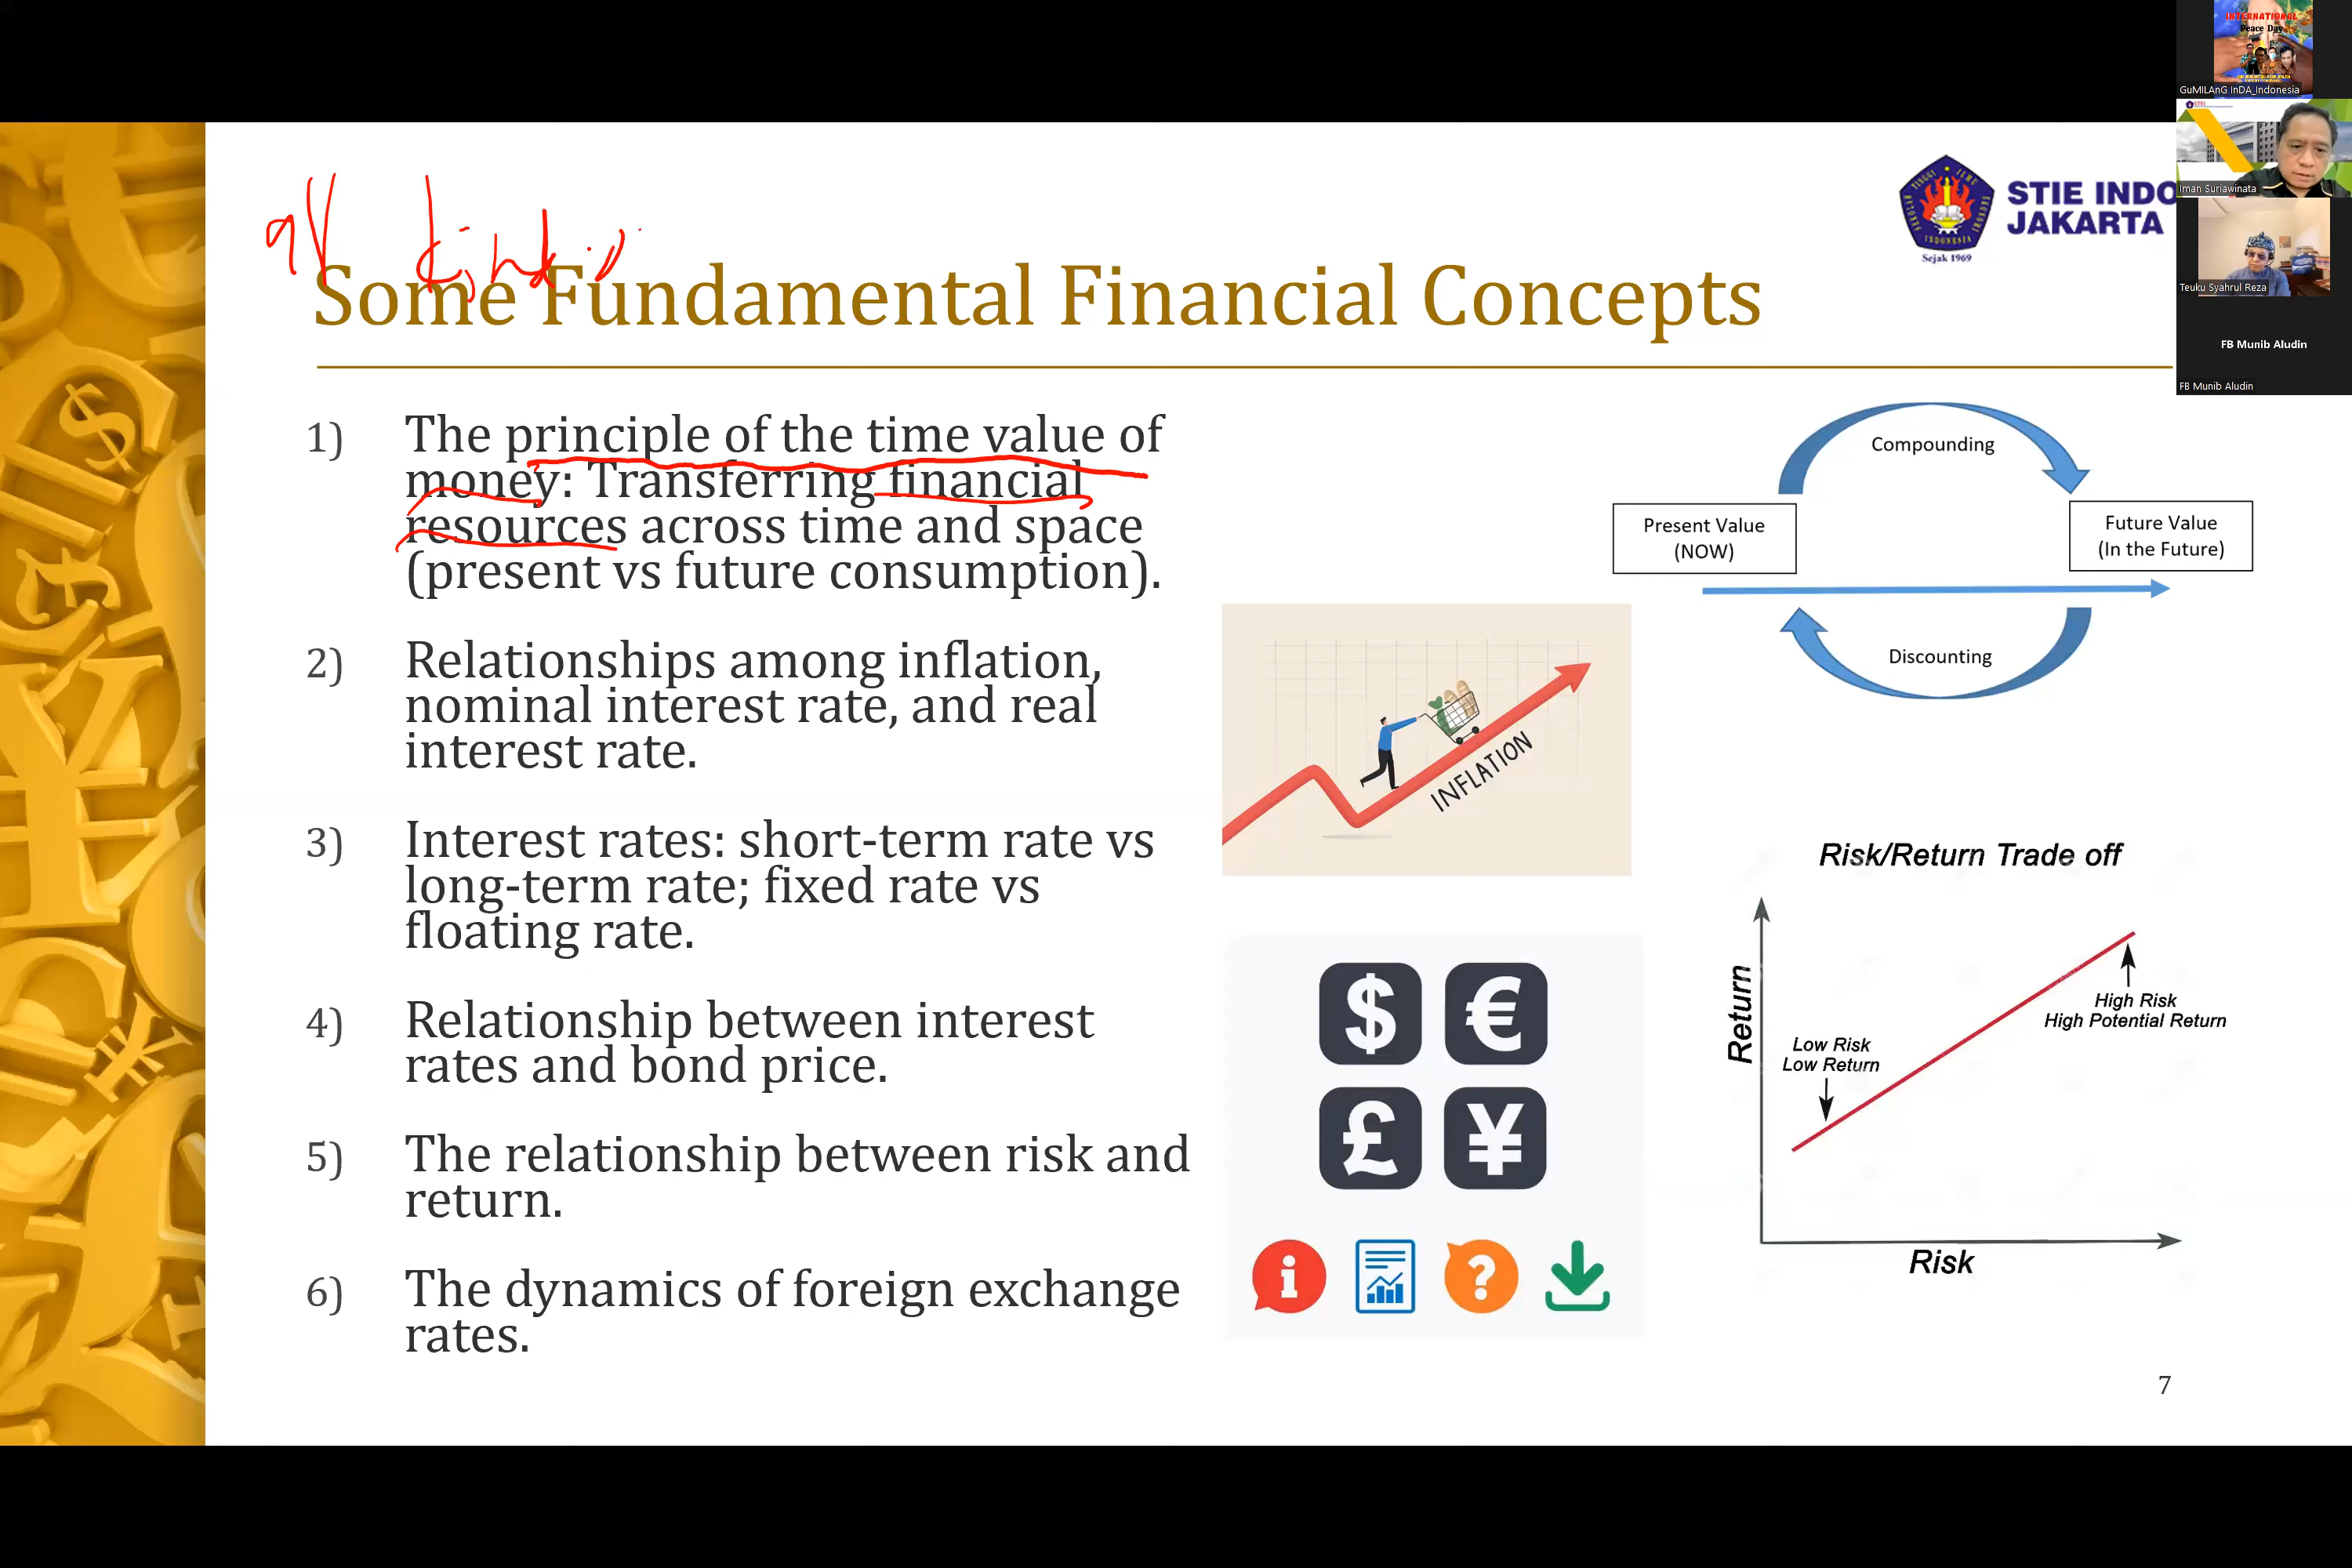 INTERNATIONAL
Peace Day
GuMILAnG InDA_Indonesia
Iman Suriawinata
Teuku Syahrul Reza
FB Munib Aludin
FB Munib Aludin
STIE INDO
JAKARTA
Sejak 1969
Some Fundamental Financial Concepts
1) The principle of the time value of
money: Transferring financial
resources across time and space
(present vs future consumption).
2) Relationships among inflation,
nominal interest rate, and real
interest rate.
3) Interest rates: short-term rate vs
long-term rate; fixed rate vs
floating rate.
4) Relationship between interest
rates and bond price.
5) The relationship between risk and
return.
6) The dynamics of foreign exchange
rates.
Compounding
Present Value
(NOW)
Future Value
(In the Future)
Discounting
INFLATION
$ €
£ ¥
i ?
Risk/Return Trade off
Return
High Risk
High Potential Return
Low Risk
Low Return
Risk
7